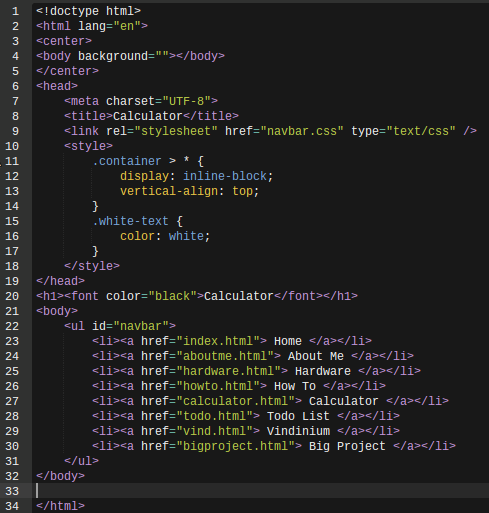 1 <!doctype html>
2 <html lang="en">
3 <center>
4 <body background=""></body>
5 </center>
6 <head>
7     <meta charset="UTF-8">
8     <title>Calculator</title>
9     <link rel="stylesheet" href="navbar.css" type="text/css" />
10     <style>
11         .container > * {
12             display: inline-block;
13             vertical-align: top;
14         }
15         .white-text {
16             color: white;
17         }
18     </style>
19 </head>
20 <h1><font color="black">Calculator</font></h1>
21 <body>
22     <ul id="navbar">
23         <li><a href="index.html"> Home </a></li>
24         <li><a href="aboutme.html"> About Me </a></li>
25         <li><a href="hardware.html"> Hardware </a></li>
26         <li><a href="howto.html"> How To </a></li>
27         <li><a href="calculator.html"> Calculator </a></li>
28         <li><a href="todo.html"> Todo List </a></li>
29         <li><a href="vind.html"> Vindinium </a></li>
30         <li><a href="bigproject.html"> Big Project </a></li>
31     </ul>
32 </body>
33
34 </html>